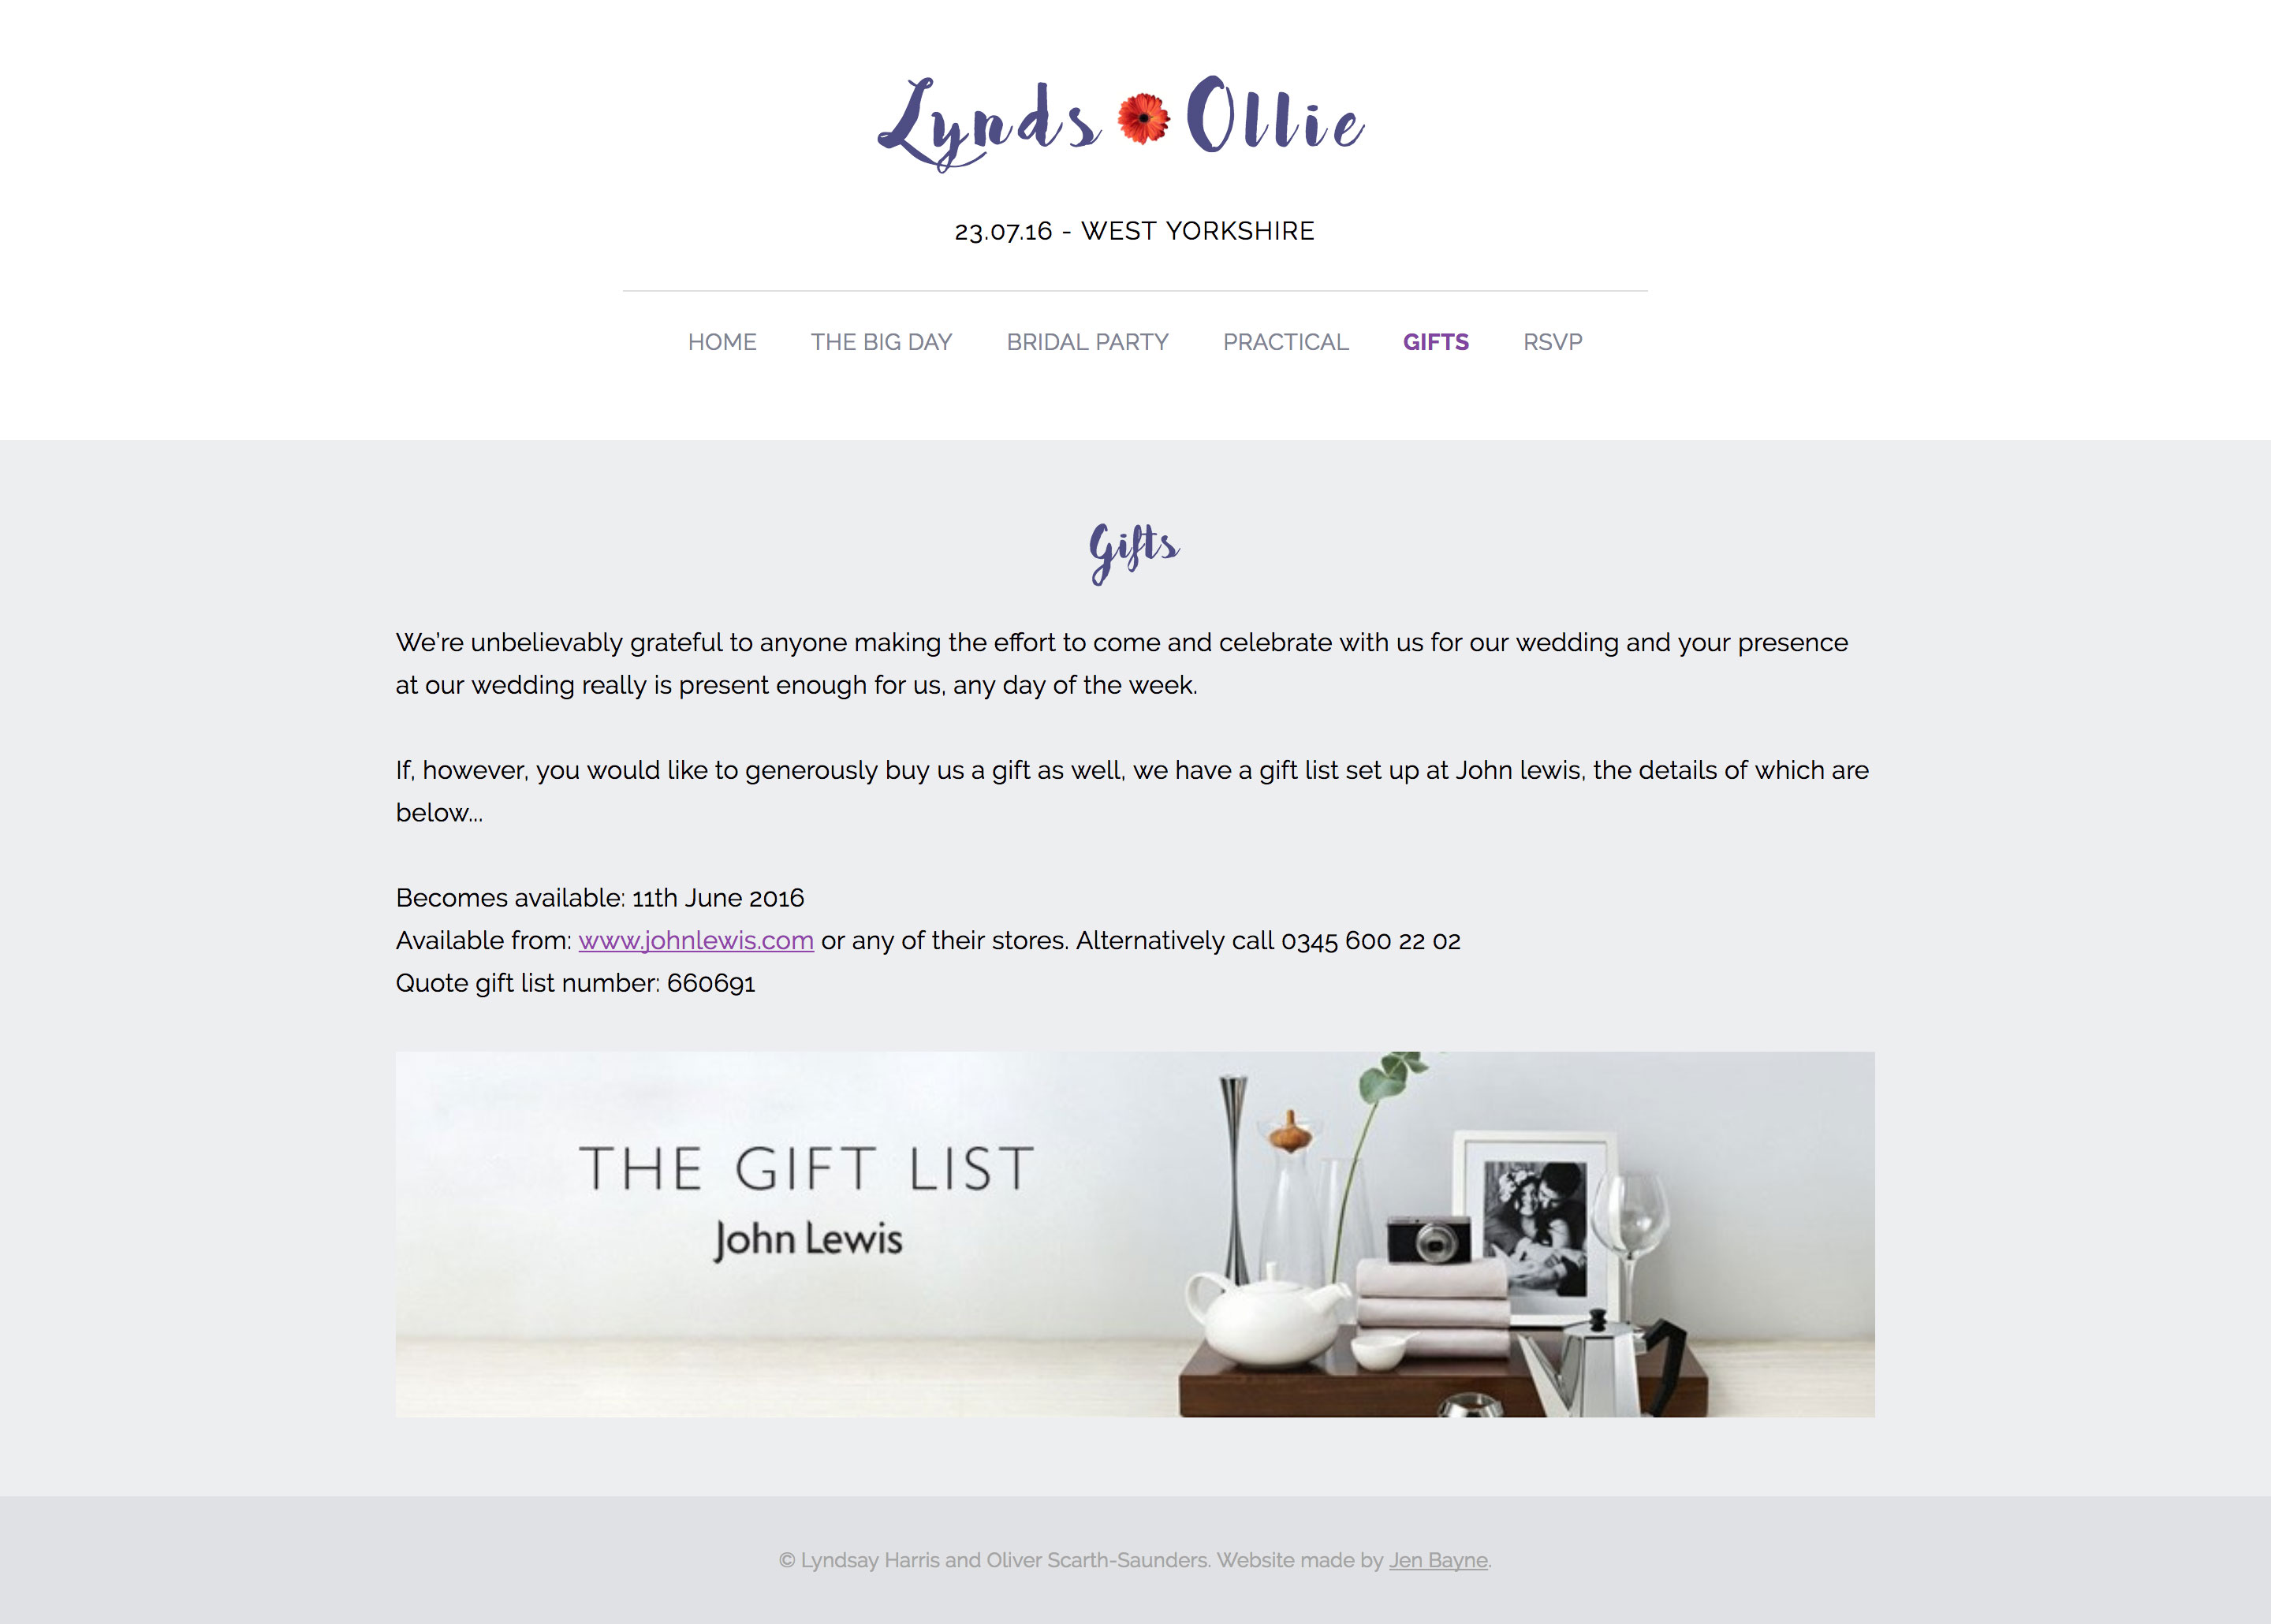 Lynds Ollie
23.07.16 - WEST YORKSHIRE
HOME THE BIG DAY BRIDAL PARTY PRACTICAL GIFTS RSVP
Gifts
We're unbelievably grateful to anyone making the effort to come and celebrate with us for our wedding and your presence
at our wedding really is present enough for us, any day of the week.
If, however, you would like to generously buy us a gift as well, we have a gift list set up at John lewis, the details of which are
below...
Becomes available: 11th June 2016
Available from: www.johnlewis.com or any of their stores. Alternatively call 0345 600 22 02
Quote gift list number: 660691
THE GIFT LIST
John Lewis
© Lyndsay Harris and Oliver Scarth-Saunders. Website made by Jen Bayne.